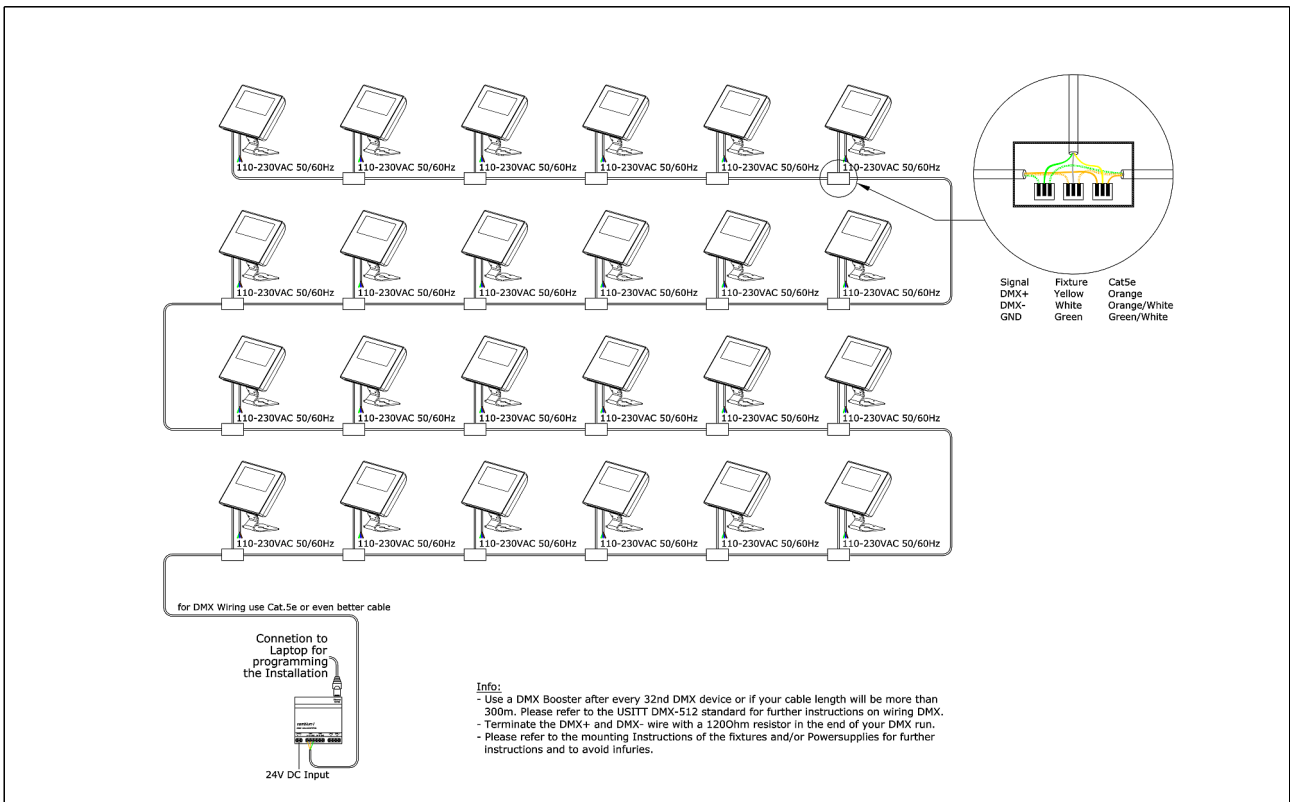 110-230VAC 50/60Hz 110-230VAC 50/60Hz 110-230VAC 50/60Hz 110-230VAC 50/60Hz 110-230VAC 50/60Hz 110-230VAC 50/60Hz
Signal Fixture Cat5e
DMX+ Yellow Orange
DMX- White Orange/White
GND Green Green/White
110-230VAC 50/60Hz 110-230VAC 50/60Hz 110-230VAC 50/60Hz 110-230VAC 50/60Hz 110-230VAC 50/60Hz 110-230VAC 50/60Hz
110-230VAC 50/60Hz 110-230VAC 50/60Hz 110-230VAC 50/60Hz 110-230VAC 50/60Hz 110-230VAC 50/60Hz 110-230VAC 50/60Hz
110-230VAC 50/60Hz 110-230VAC 50/60Hz 110-230VAC 50/60Hz 110-230VAC 50/60Hz 110-230VAC 50/60Hz 110-230VAC 50/60Hz
for DMX Wiring use Cat.5e or even better cable
Connetion to
Laptop for
programming
the Installation
24V DC Input
Info:
- Use a DMX Booster after every 32nd DMX device or if your cable length will be more than
300m. Please refer to the USITT DMX-512 standard for further instructions on wiring DMX.
- Terminate the DMX+ and DMX- wire with a 120Ohm resistor in the end of your DMX run.
- Please refer to the mounting Instructions of the fixtures and/or Powersupplies for further
instructions and to avoid infuries.